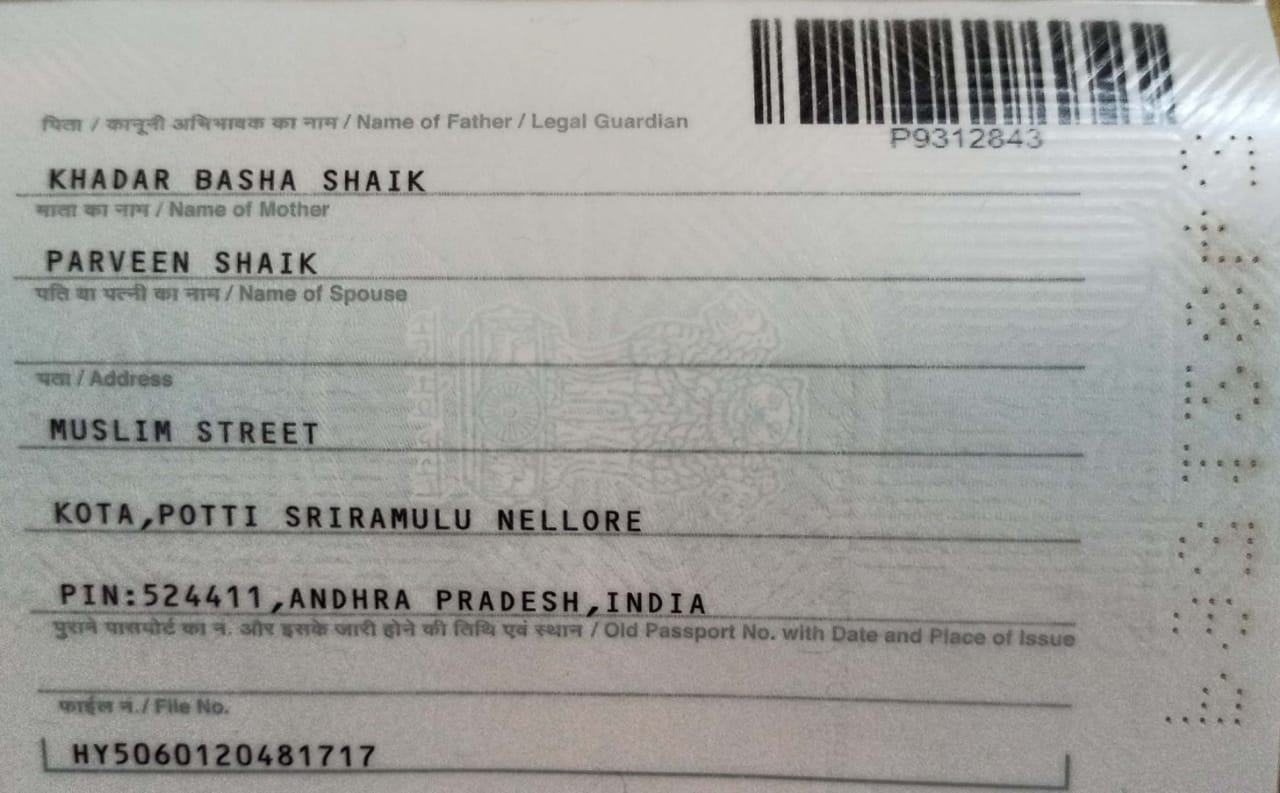 P9312843
पिता / कानूनी अभिभावक का नाम / Name of Father / Legal Guardian
KHADAR BASHA SHAIK
माता का नाम / Name of Mother
PARVEEN SHAIK
पति या पत्नी का नाम / Name of Spouse
पता / Address
MUSLIM STREET
KOTA,POTTI SRIRAMULU NELLORE
PIN:524411,ANDHRA PRADESH,INDIA
पुराने पासपोर्ट का न. और इसके जारी होने की तिथि एवं स्थान / Old Passport No. with Date and Place of Issue
फाईल नं./ File No.
HY5060120481717